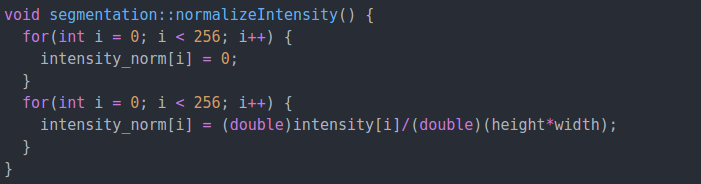 void segmentation::normalizeIntensity() {
  for(int i = 0; i < 256; i++) {
    intensity_norm[i] = 0;
  }
  for(int i = 0; i < 256; i++) {
    intensity_norm[i] = (double)intensity[i]/(double)(height*width);
  }
}